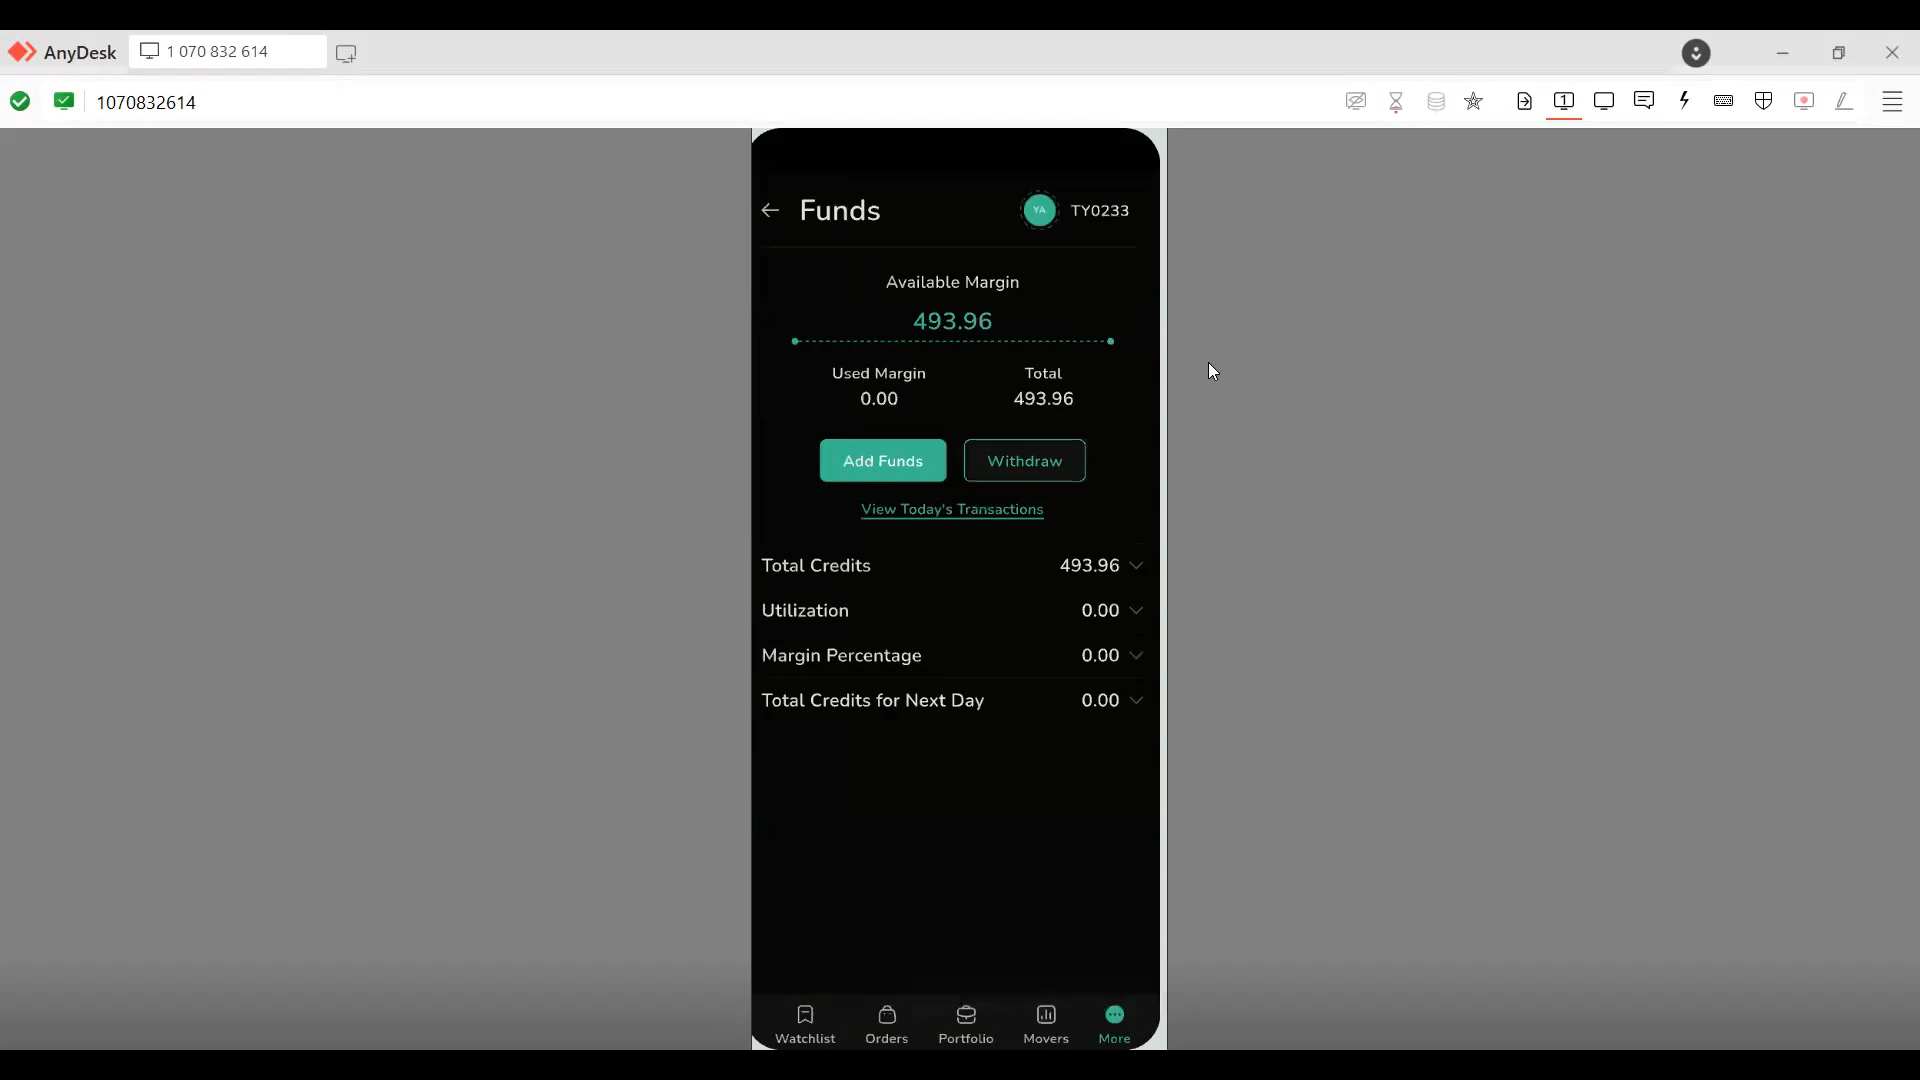 AnyDesk
1 070 832 614
1070832614
1
Funds
YA
TY0233
Available Margin
493.96
Used Margin
Total
0.00
493.96
Add Funds
Withdraw
View Today's Transactions
Total Credits
493.96
Utilization
0.00
Margin Percentage
0.00
Total Credits for Next Day
0.00
Watchlist
Orders
Portfolio
Movers
More